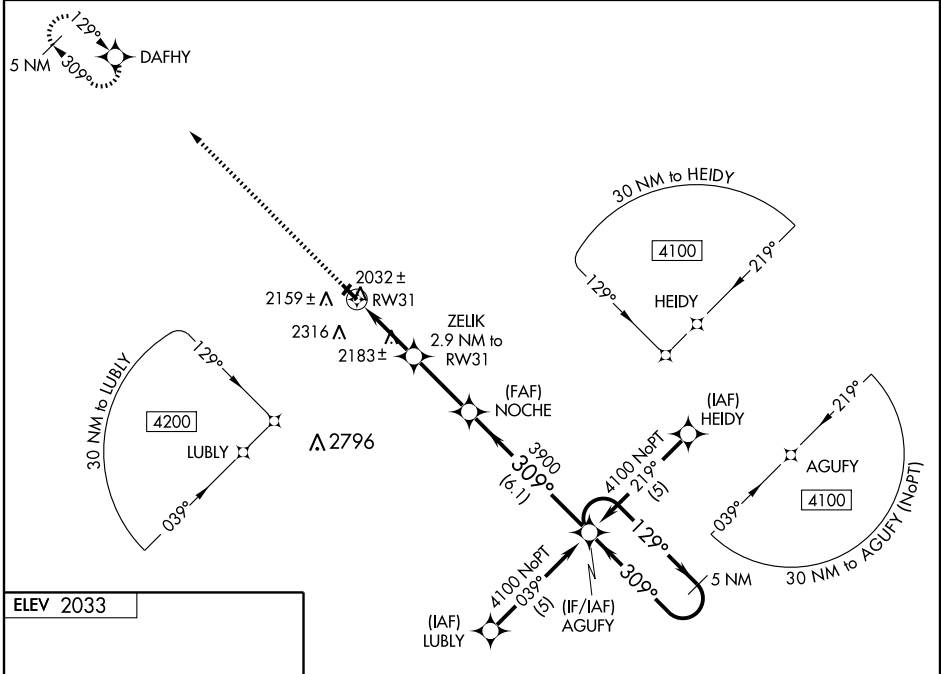 129°
DAFHY
5 NM
309°
30 NM to HEIDY
4100
219°
129°
HEIDY
2032 ±
2159 ± RW31
2316
2183 ±
ZELIK
2.9 NM to
RW31
(FAF)
NOCHE
30 NM to LUBLY
129°
4200
LUBLY
039°
2796
(IAF)
HEIDY
3900
309°
(6.1)
4100 NoPT
219°
(5)
219°
AGUFY
4100
039°
30 NM to AGUFY (NoPT)
129°
309°
5 NM
4100 NoPT
039°
(5)
(IF/IAF)
AGUFY
(IAF)
LUBLY
ELEV 2033